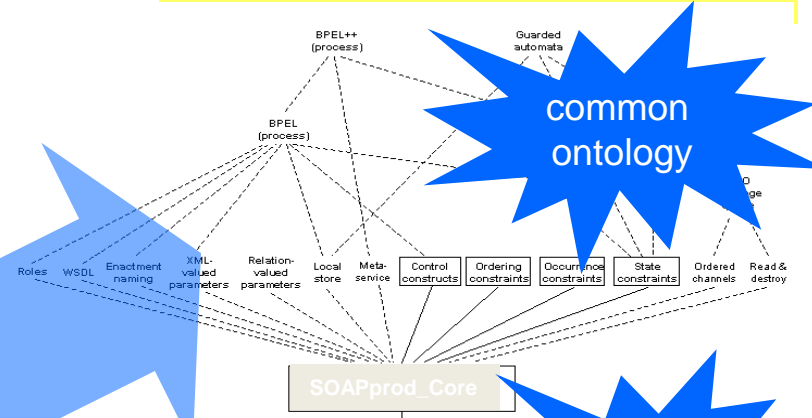 BPEL++
(process)
Guarded
automata
common
ontology
BPEL
(process)
O
ge
Roles
WSDL
Enactment
naming
XML-
valued
parameters
Relation-
valued
parameters
Local
store
Meta-
service
Control
constructs
Ordering
constraints
Occurrence
constraints
State
constraints
Ordered
channels
Read &
destroy
SOAPprod_Core